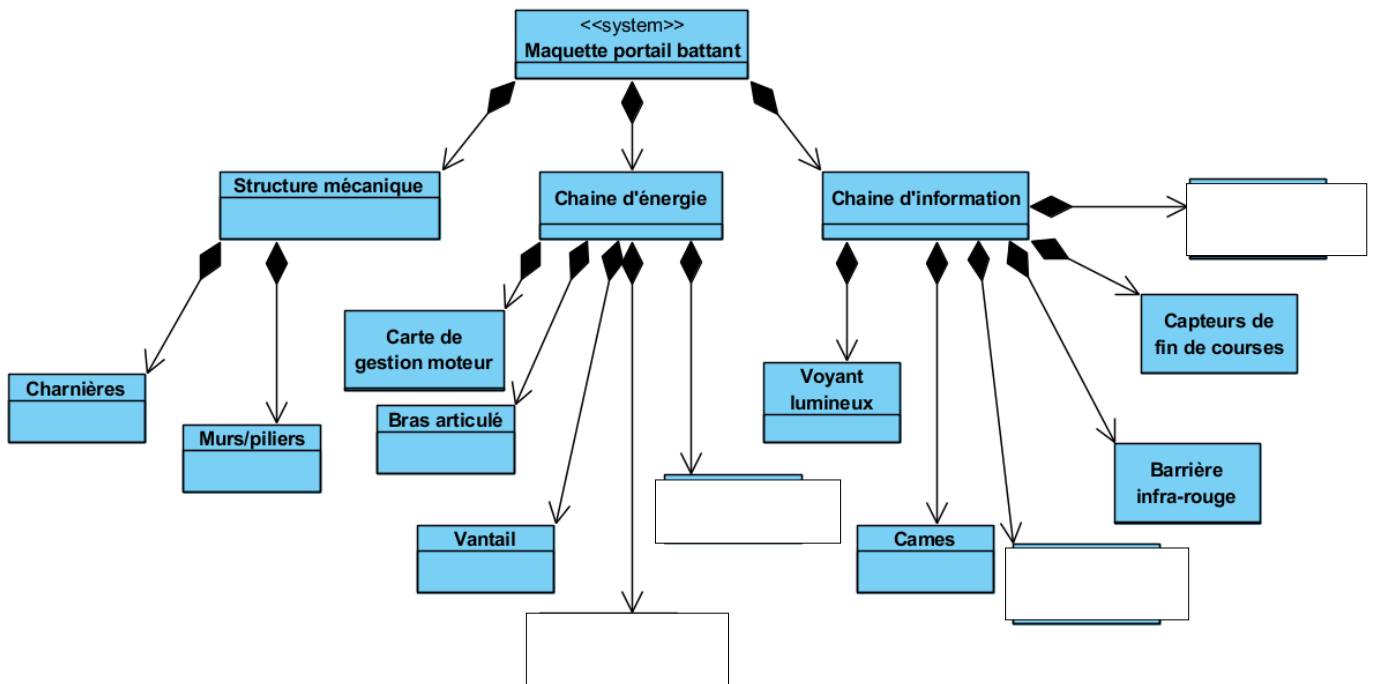 <<system>>
Maquette portail battant
Structure mécanique
Chaine d'énergie
Chaine d'information
Carte de
gestion moteur
Capteurs de
fin de courses
Charnières
Voyant
lumineux
Bras articulé
Murs/piliers
Barrière
infra-rouge
Vantail
Cames